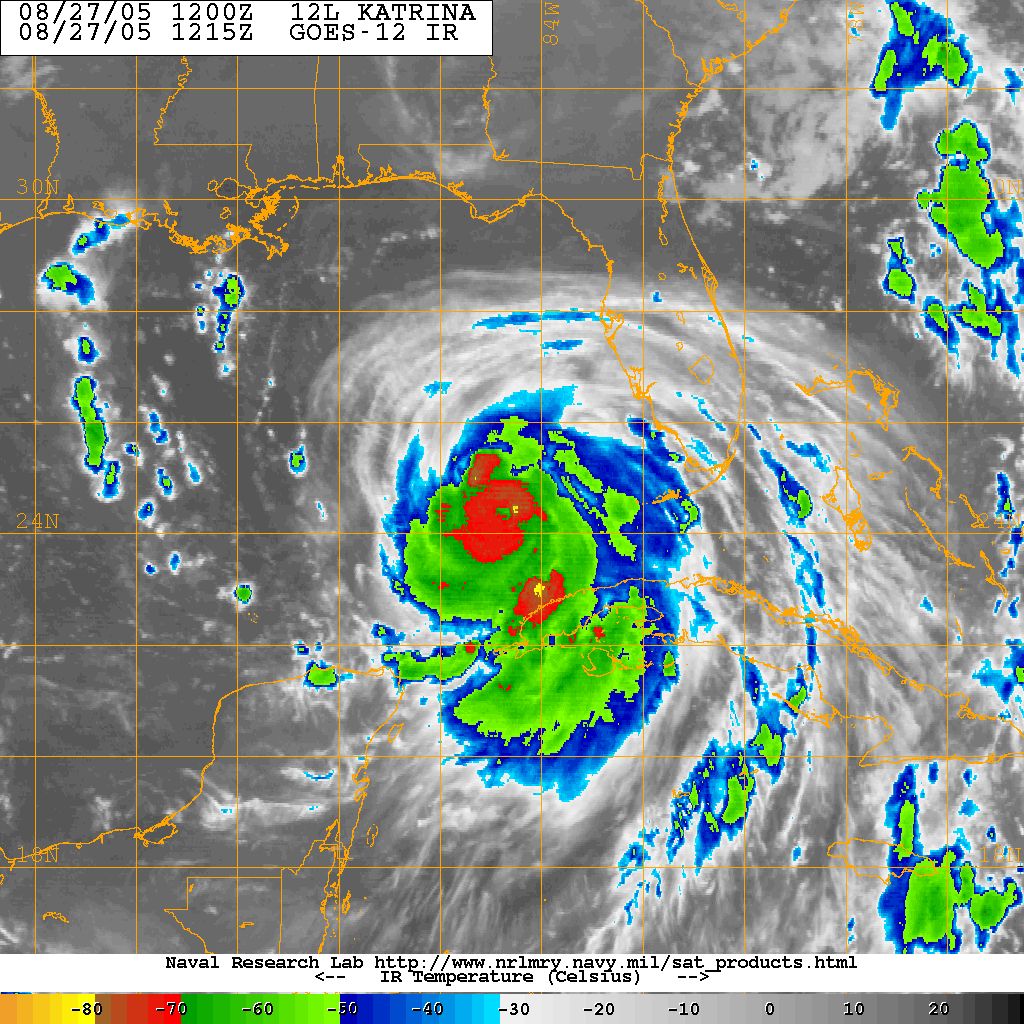 08/27/05 1200Z 12L KATRINA
08/27/05 1215Z GOES-12 IR
84W
30N
24N
24N
18N
18N
Naval Research Lab http://www.nrlmry.navy.mil/sat_products.html
<-- IR Temperature (Celsius) -->
-80 -70 -60 -50 -40 -30 -20 -10 0 10 20